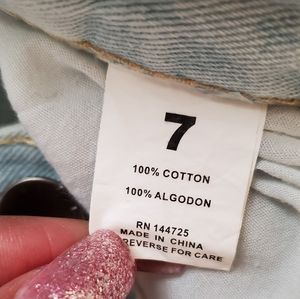 7
100% COTTON
100% ALGODON
RN 144725
MADE IN CHINA
REVERSE FOR CARE